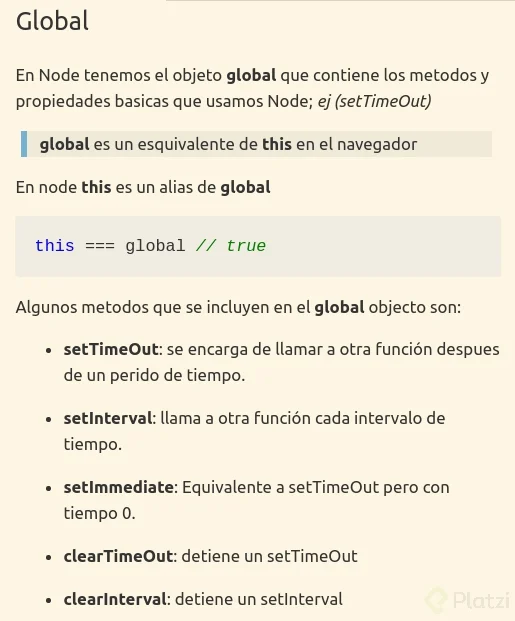 Global
En Node tenemos el objeto global que contiene los metodos y
propiedades basicas que usamos Node; ej (setTimeOut)
global es un esquivalente de this en el navegador
En node this es un alias de global
this === global // true
Algunos metodos que se incluyen en el global objecto son:
• setTimeOut: se encarga de llamar a otra función despues
de un perido de tiempo.
• setInterval: llama a otra función cada intervalo de
tiempo.
• setImmediate: Equivalente a setTimeOut pero con
tiempo 0.
• clearTimeOut: detiene un setTimeOut
• clearInterval: detiene un setInterval
Platzi